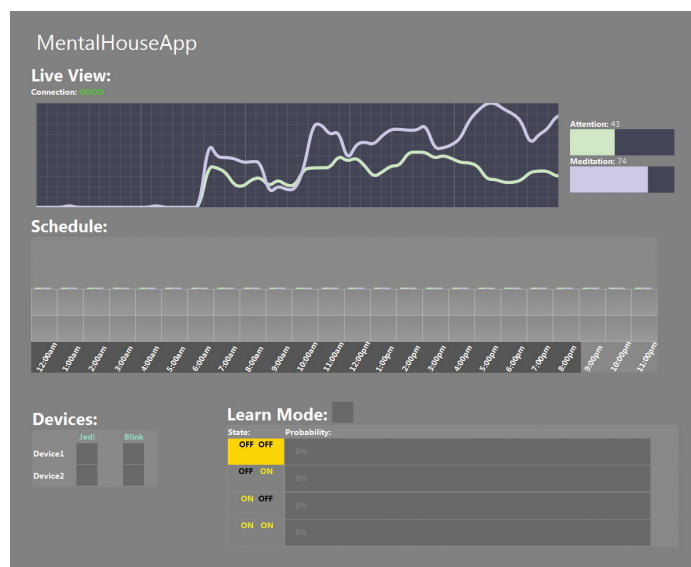 MentalHouseApp
Live View:
Connection: GOOD
Attention: 43
Meditation: 74
Schedule:
12:00am 1:00am 2:00am 3:00am 4:00am 5:00am 6:00am 7:00am 8:00am 9:00am 10:00am 11:00am 12:00pm 1:00pm 2:00pm 3:00pm 4:00pm 5:00pm 6:00pm 7:00pm 8:00pm 9:00pm 10:00pm 11:00pm
Devices:
Jedi Blink
Device1
Device2
Learn Mode:
State: Probability:
OFF OFF 0%
OFF ON 0%
ON OFF 0%
ON ON 0%